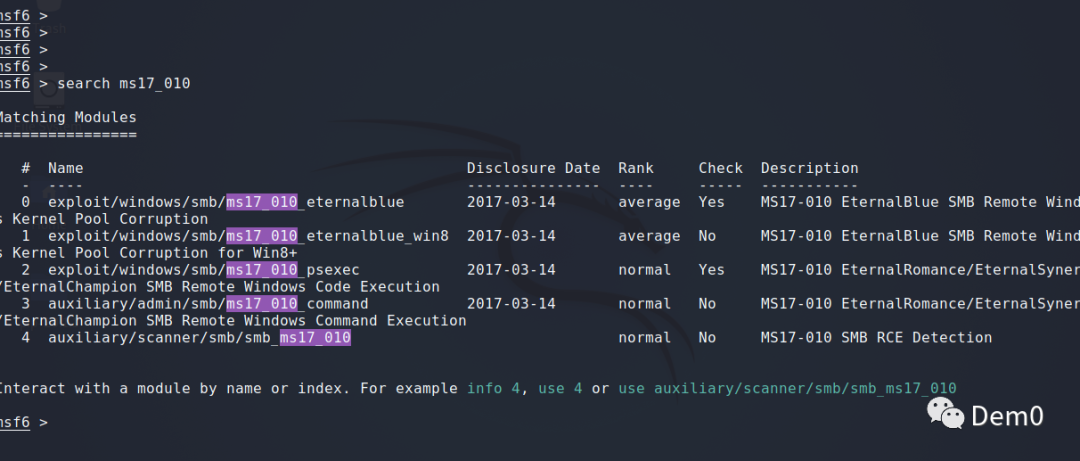 msf6 >
msf6 >
msf6 >
msf6 >
msf6 > search ms17_010
Matching Modules
================
# Name Disclosure Date Rank Check Description
- ---- --------------- ---- ----- -----------
0 exploit/windows/smb/ms17_010_eternalblue 2017-03-14 average Yes MS17-010 EternalBlue SMB Remote Wind
s Kernel Pool Corruption
1 exploit/windows/smb/ms17_010_eternalblue_win8 2017-03-14 average No MS17-010 EternalBlue SMB Remote Wind
s Kernel Pool Corruption for Win8+
2 exploit/windows/smb/ms17_010_psexec 2017-03-14 normal Yes MS17-010 EternalRomance/EternalSyner
/EternalChampion SMB Remote Windows Code Execution
3 auxiliary/admin/smb/ms17_010_command 2017-03-14 normal No MS17-010 EternalRomance/EternalSyner
/EternalChampion SMB Remote Windows Command Execution
4 auxiliary/scanner/smb/smb_ms17_010 normal No MS17-010 SMB RCE Detection
Interact with a module by name or index. For example info 4, use 4 or use auxiliary/scanner/smb/smb_ms17_010
msf6 >
Dem0